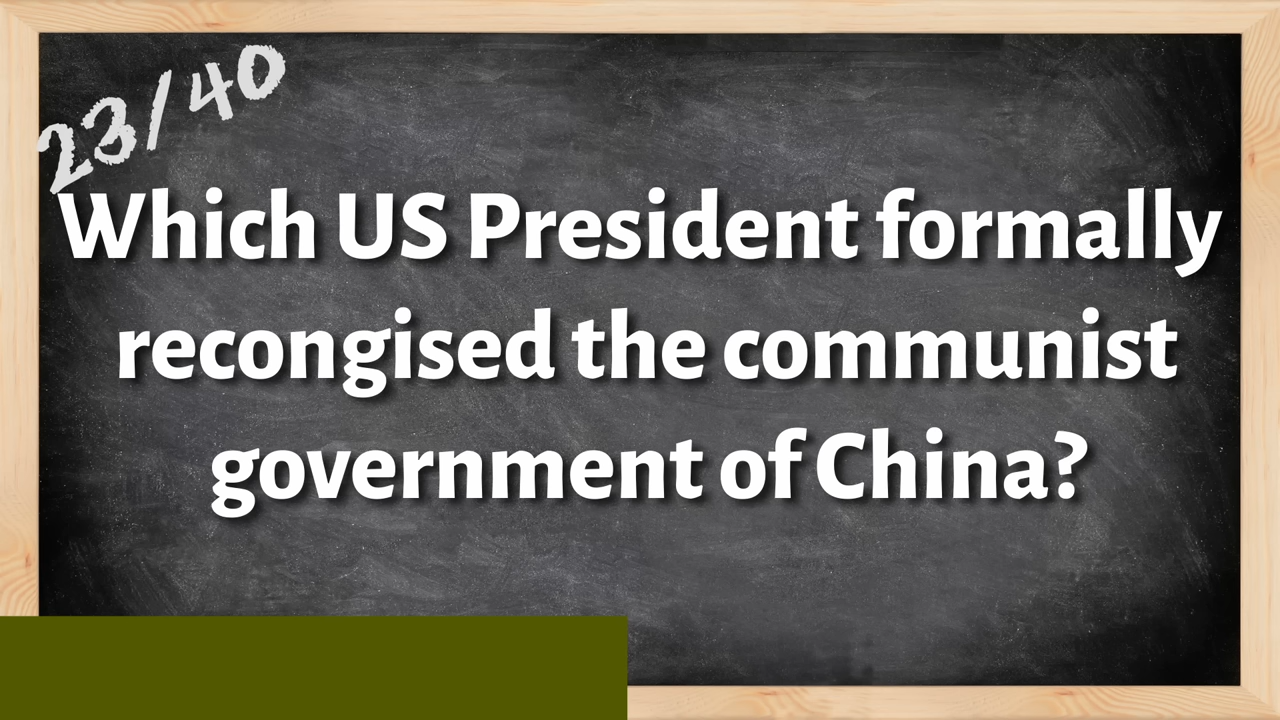 23/40
Which US President formally
recongised the communist
government of China?